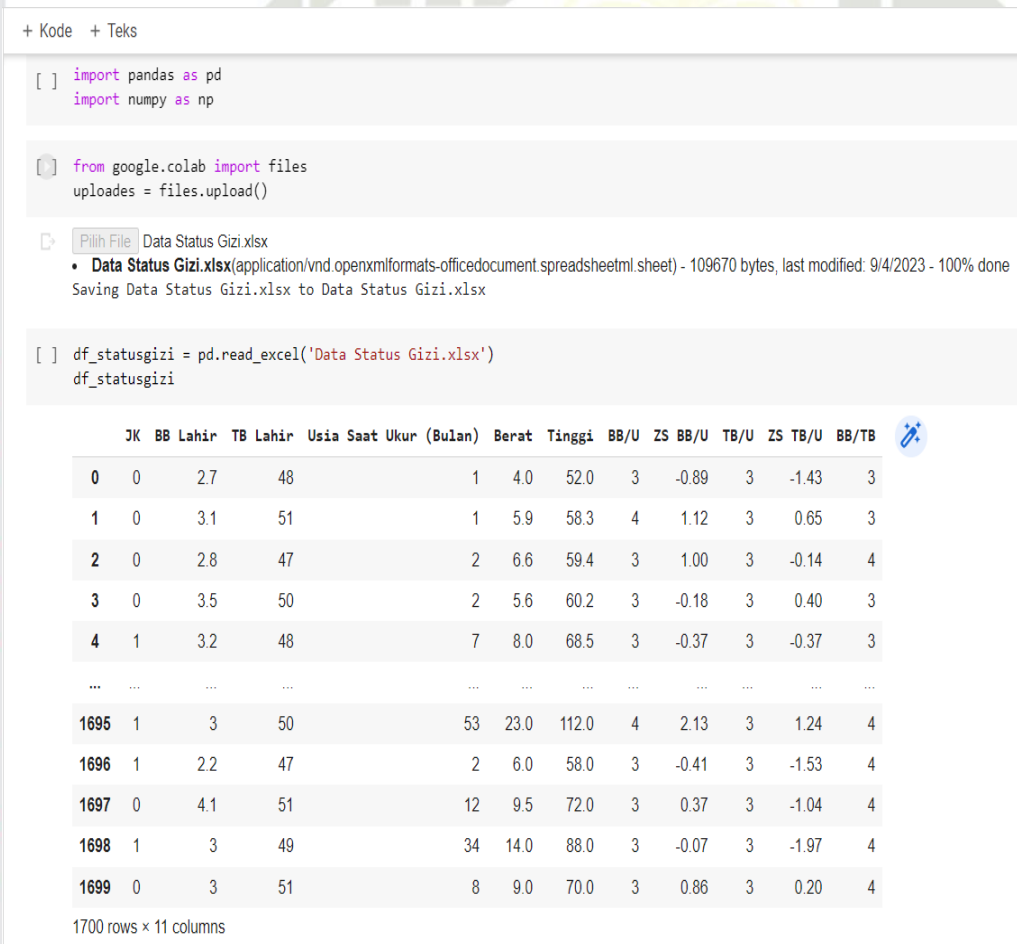 + Kode + Teks
[ ] import pandas as pd
import numpy as np
[ ] from google.colab import files
uploades = files.upload()
Pilih File Data Status Gizi.xlsx
• Data Status Gizi.xlsx(application/vnd.openxmlformats-officedocument.spreadsheetml.sheet) - 109670 bytes, last modified: 9/4/2023 - 100% done
Saving Data Status Gizi.xlsx to Data Status Gizi.xlsx
[ ] df_statusgizi = pd.read_excel('Data Status Gizi.xlsx')
df_statusgizi
JK BB Lahir TB Lahir Usia Saat Ukur (Bulan) Berat Tinggi BB/U ZS BB/U TB/U ZS TB/U BB/TB
0 0 2.7 48 1 4.0 52.0 3 -0.89 3 -1.43 3
1 0 3.1 51 1 5.9 58.3 4 1.12 3 0.65 3
2 0 2.8 47 2 6.6 59.4 3 1.00 3 -0.14 4
3 0 3.5 50 2 5.6 60.2 3 -0.18 3 0.40 3
4 1 3.2 48 7 8.0 68.5 3 -0.37 3 -0.37 3
... ... ... ... ... ... ... ... ... ... ... ...
1695 1 3 50 53 23.0 112.0 4 2.13 3 1.24 4
1696 1 2.2 47 2 6.0 58.0 3 -0.41 3 -1.53 4
1697 0 4.1 51 12 9.5 72.0 3 0.37 3 -1.04 4
1698 1 3 49 34 14.0 88.0 3 -0.07 3 -1.97 4
1699 0 3 51 8 9.0 70.0 3 0.86 3 0.20 4
1700 rows × 11 columns